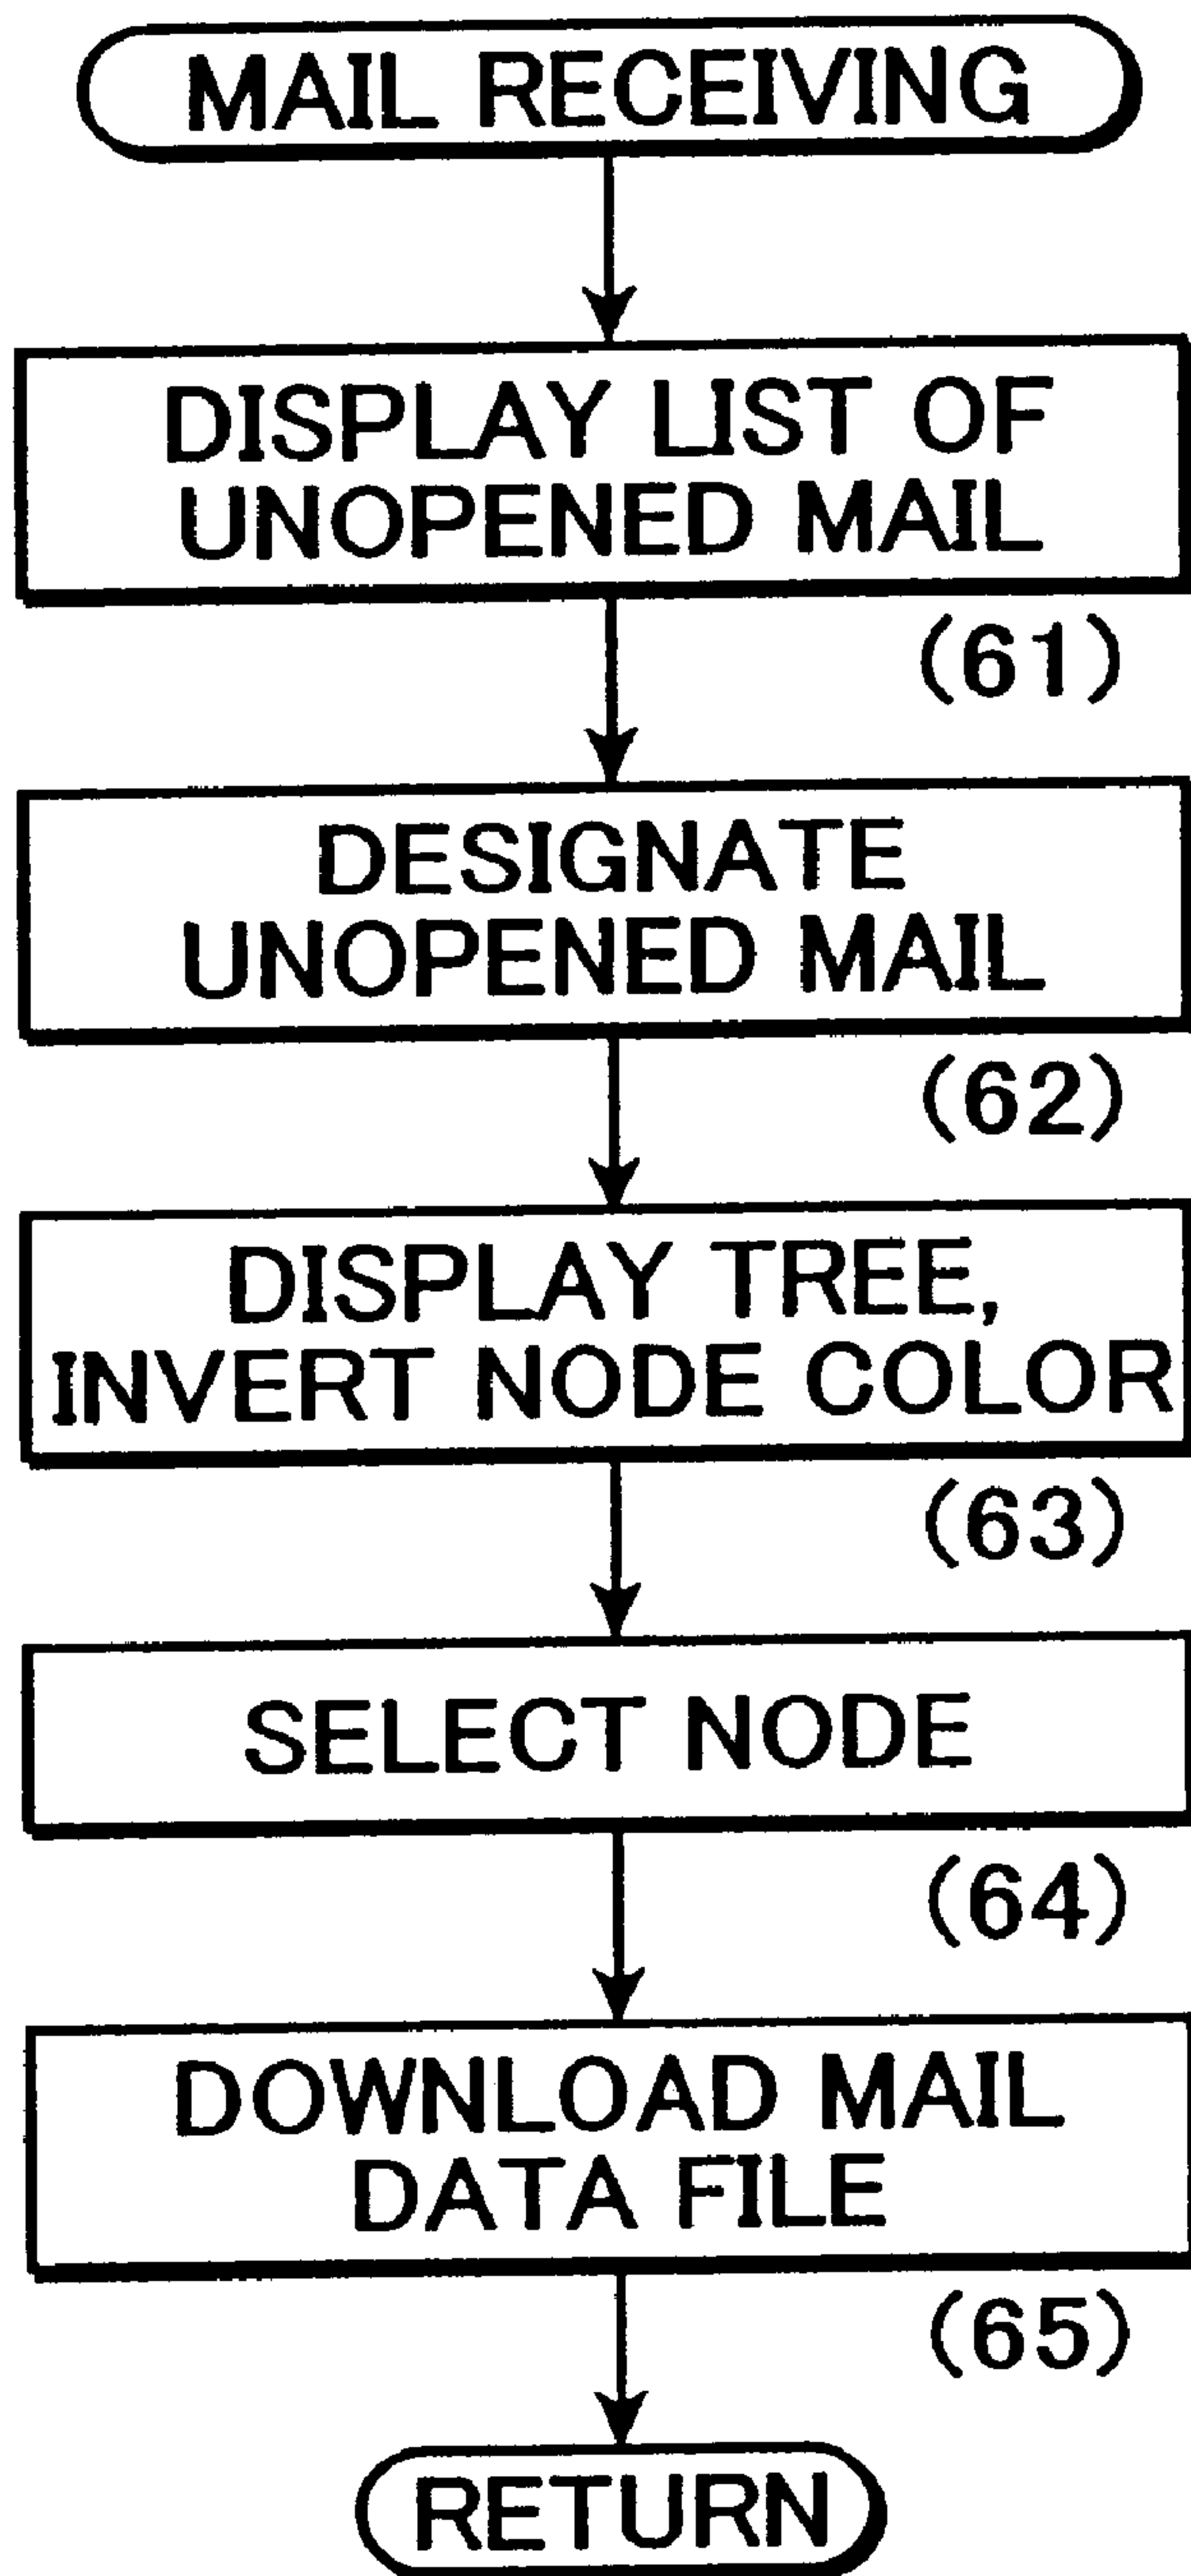 MAIL RECEIVING
DISPLAY LIST OF
UNOPENED MAIL
(61)
DESIGNATE
UNOPENED MAIL
(62)
DISPLAY TREE,
INVERT NODE COLOR
(63)
SELECT NODE
(64)
DOWNLOAD MAIL
DATA FILE
(65)
RETURN